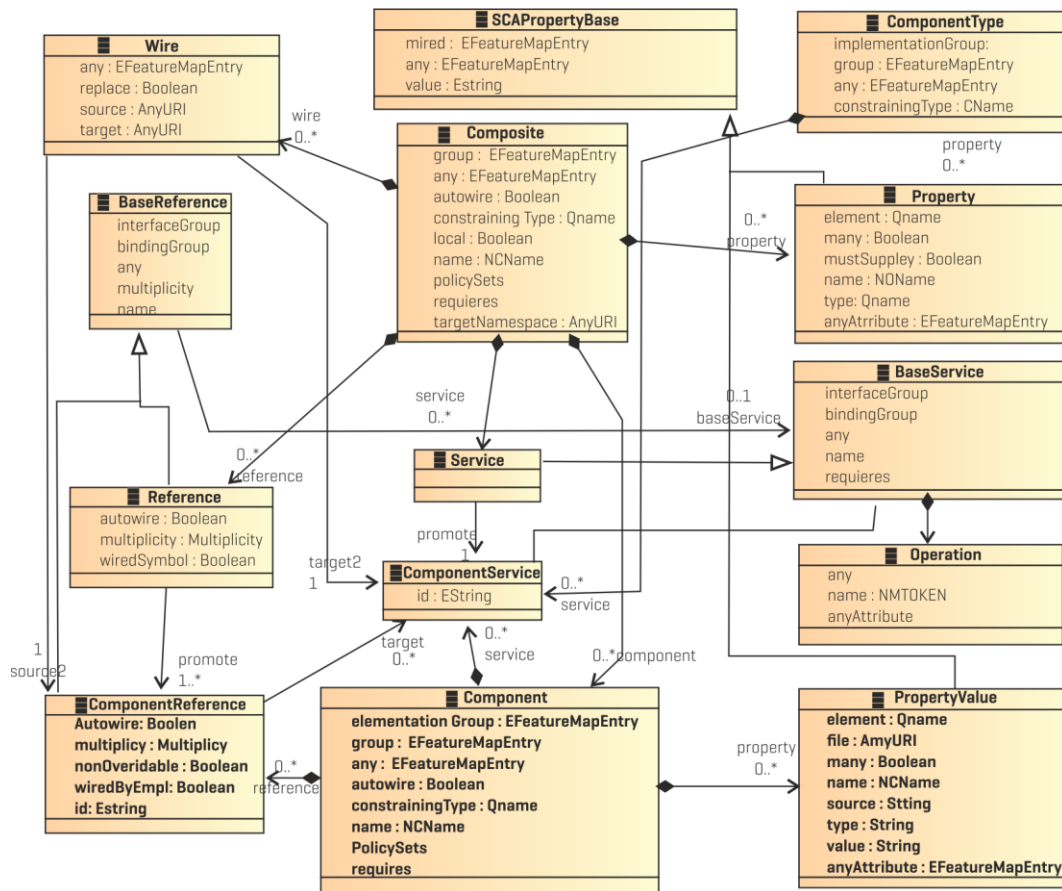 Wire
any : EFeatureMapEntry
replace : Boolean
source : AnyURI
target : AnyURI
SCAPropertyBase
mired : EFeatureMapEntry
any : EFeatureMapEntry
value : Estring
ComponentType
implementationGroup:
group : EFeatureMapEntry
any : EFeatureMapEntry
constrainingType : CName
wire
0..*
Composite
group : EFeatureMapEntry
any : EFeatureMapEntry
autowire : Boolean
constraining Type : Qname
local : Boolean
name : NCName
policySets
requieres
targetNamespace : AnyURI
property
0..*
BaseReference
interfaceGroup
bindingGroup
any
multiplicity
name
0..*
property
Property
element : Qname
many : Boolean
mustSuppley : Boolean
name : NOName
type: Qname
anyAtrribute : EFeatureMapEntry
service
0..*
0..1
baseService
BaseService
interfaceGroup
bindingGroup
any
name
requieres
0..*
reference
Service
Reference
autowire : Boolean
multiplicity : Multiplicity
wiredSymbol : Boolean
promote
1
target2
1
ComponentService
id : EString
0..*
service
Operation
any
name : NMTOKEN
anyAttribute
1
source2
promote
1..*
target
0..*
0..*
service
0..*component
ComponentReference
Autowire: Boolen
multiplicy : Multiplicy
nonOveridable : Boolean
wiredByEmpl: Boolean
id: Estring
0..*
reference
Component
elementation Group : EFeatureMapEntry
group : EFeatureMapEntry
any : EFeatureMapEntry
autowire : Boolean
constrainingType : Qname
name : NCName
PolicySets
requires
property
0..*
PropertyValue
element : Qname
file : AmyURI
many : Boolean
name : NCName
source : Stting
type : String
value : String
anyAttribute : EFeatureMapEntry